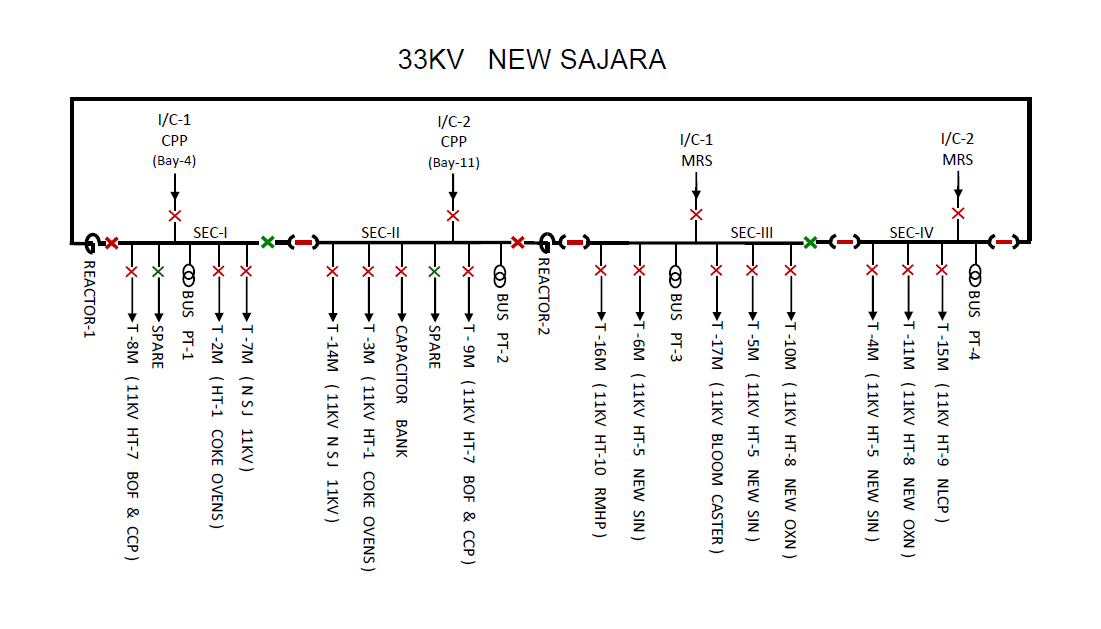 33KV NEW SAJARA
I/C-1
CPP
(Bay-4)
I/C-2
CPP
(Bay-11)
I/C-1
MRS
I/C-2
MRS
SEC-I
SEC-II
SEC-III
SEC-IV
REACTOR-1
T -8M ( 11KV HT-7 BOF & CCP )
SPARE
BUS PT-1
T -2M ( HT-1 COKE OVENS )
T -7M ( N S J 11KV )
T -14M ( 11KV N S J 11KV )
T -3M ( 11KV HT-1 COKE OVENS )
CAPACITOR BANK
SPARE
T - 9M ( 11KV HT-7 BOF & CCP )
BUS PT-2
REACTOR-2
T -16M ( 11KV HT-10 RMHP )
T -6M ( 11KV HT-5 NEW SIN )
BUS PT-3
T -17M ( 11KV BLOOM CASTER )
T -5M ( 11KV HT-5 NEW SIN )
T -10M ( 11KV HT-8 NEW OXN )
T -4M ( 11KV HT-5 NEW SIN )
T -11M ( 11KV HT-8 NEW OXN )
T -15M ( 11KV HT-9 NLCP )
BUS PT-4